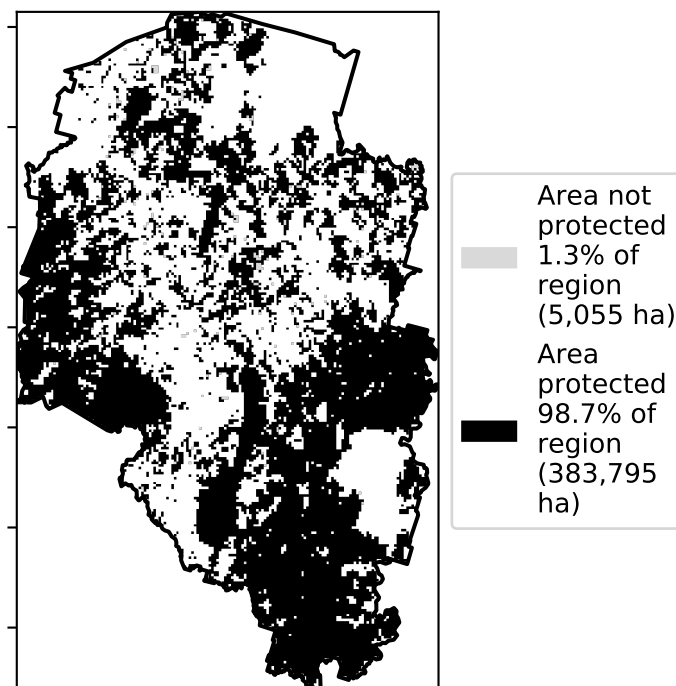 Area not
protected
1.3% of
region
(5,055 ha)
Area
protected
98.7% of
region
(383,795
ha)